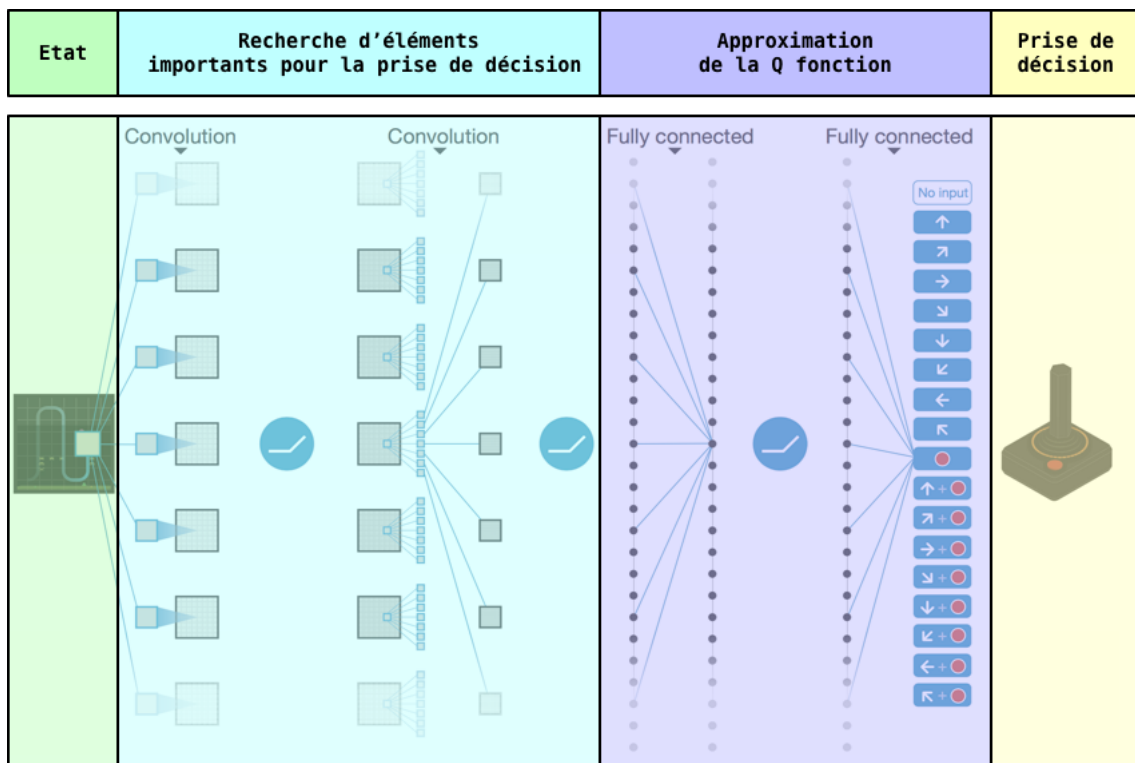 Etat
Recherche d'éléments
importants pour la prise de décision
Approximation
de la Q fonction
Prise de
décision
Convolution
Convolution
Fully connected
Fully connected
No input
↑
↗
→
↘
↓
↙
←
↖
↑ +
↗ +
→ +
↘ +
↓ +
↙ +
← +
↖ +